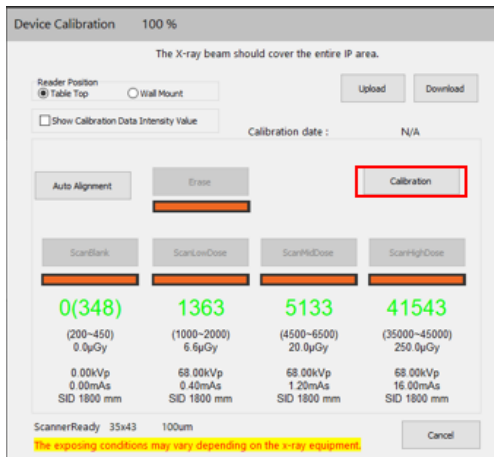 Device Calibration 100 %
The X-ray beam should cover the entire IP area.
Reader Position
Table Top Wall Mount
Upload Download
Show Calibration Data Intensity Value
Calibration date : N/A
Auto Alignment Erase Calibration
ScanBlank ScanLowDose ScanMidDose ScanHighDose
0(348) 1363 5133 41543
(200~450) (1000~2000) (4500~6500) (35000~45000)
0.0μGy 6.6μGy 20.0μGy 250.0μGy
0.00kVp 68.00kVp 68.00kVp 68.00kVp
0.00mAs 0.40mAs 1.20mAs 16.00mAs
SID 1800 mm SID 1800 mm SID 1800 mm SID 1800 mm
ScannerReady 35x43 100um
The exposing conditions may vary depending on the x-ray equipment.
Cancel